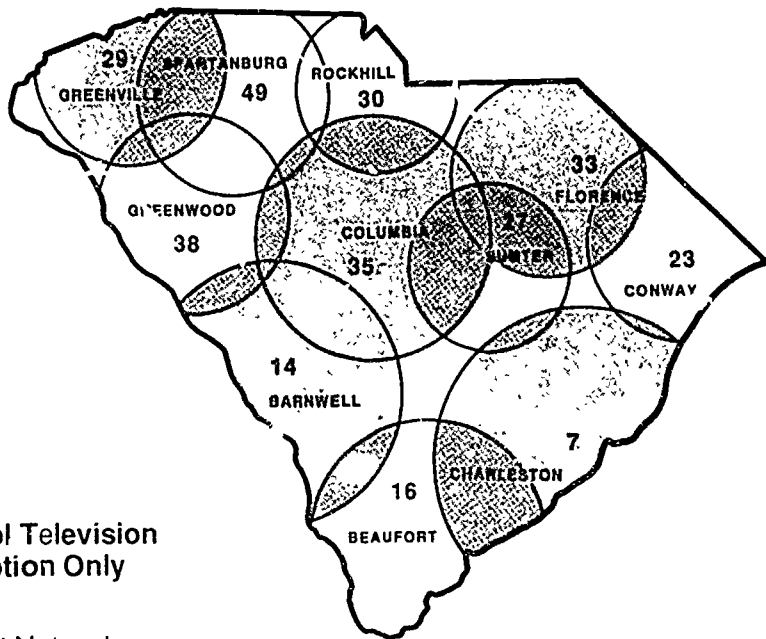 29
GREENVILLE
SPARTANBURG
49
ROCKHILL
30
33
FLORENCE
GREENWOOD
38
COLUMBIA
35
27
SUMTER
23
CONWAY
14
BARNWELL
7
CHARLESTON
16
BEAUFORT
Television
Only